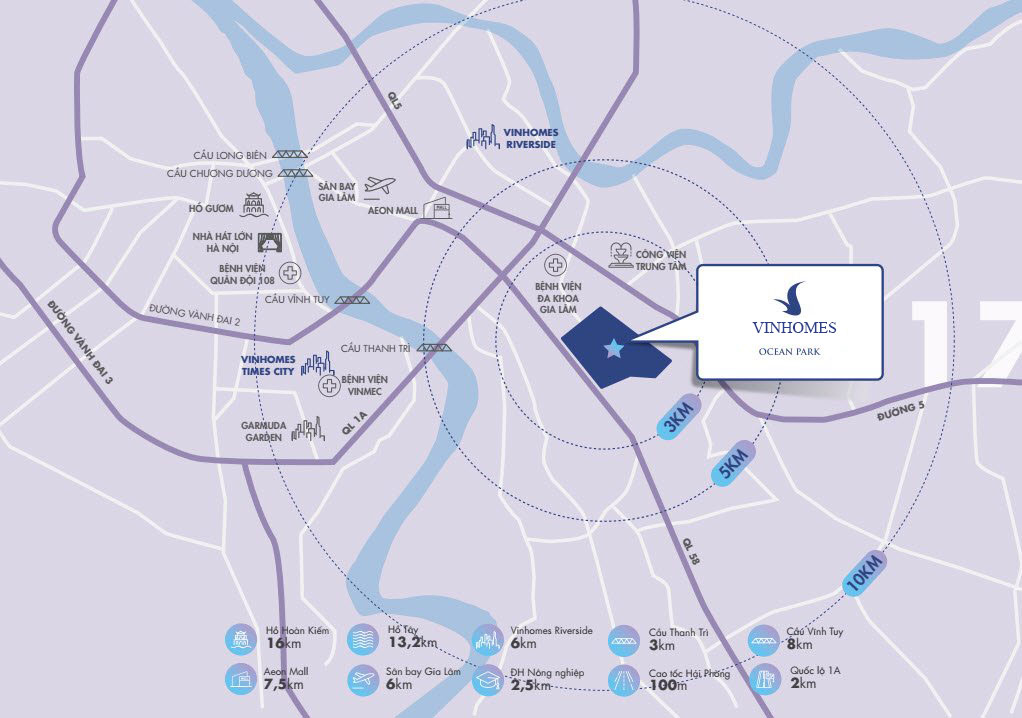 QL5
VINHOMES
RIVERSIDE
CẦU LONG BIÊN
CẦU CHƯƠNG DƯƠNG
SÂN BAY
GIA LÂM
AEON MALL
MALL
HỒ GƯƠM
NHÀ HÁT LỚN
HÀ NỘI
BỆNH VIỆN
QUÂN ĐỘI 108
CÔNG VIÊN
TRUNG TÂM
BỆNH VIỆN
ĐA KHOA
GIA LÂM
CẦU VĨNH TUY
ĐƯỜNG VÀNH ĐAI 2
ĐƯỜNG VÀNH ĐAI 3
VINHOMES
OCEAN PARK
17
CẦU THANH TRÌ
VINHOMES
TIMES CITY
BỆNH VIỆN
VINMEC
GARMUDA
GARDEN
QL 1A
3KM
ĐƯỜNG 5
5KM
QL 5B
10KM
Hồ Hoàn Kiếm
16km
Hồ Tây
13,2km
Vinhomes Riverside
6km
Cầu Thanh Trì
3km
Cầu Vĩnh Tuy
8km
Aeon Mall
7,5km
Sân bay Gia Lâm
6km
ĐH Nông nghiệp
2,5km
Cao tốc Hải Phòng
100m
Quốc lộ 1A
2km